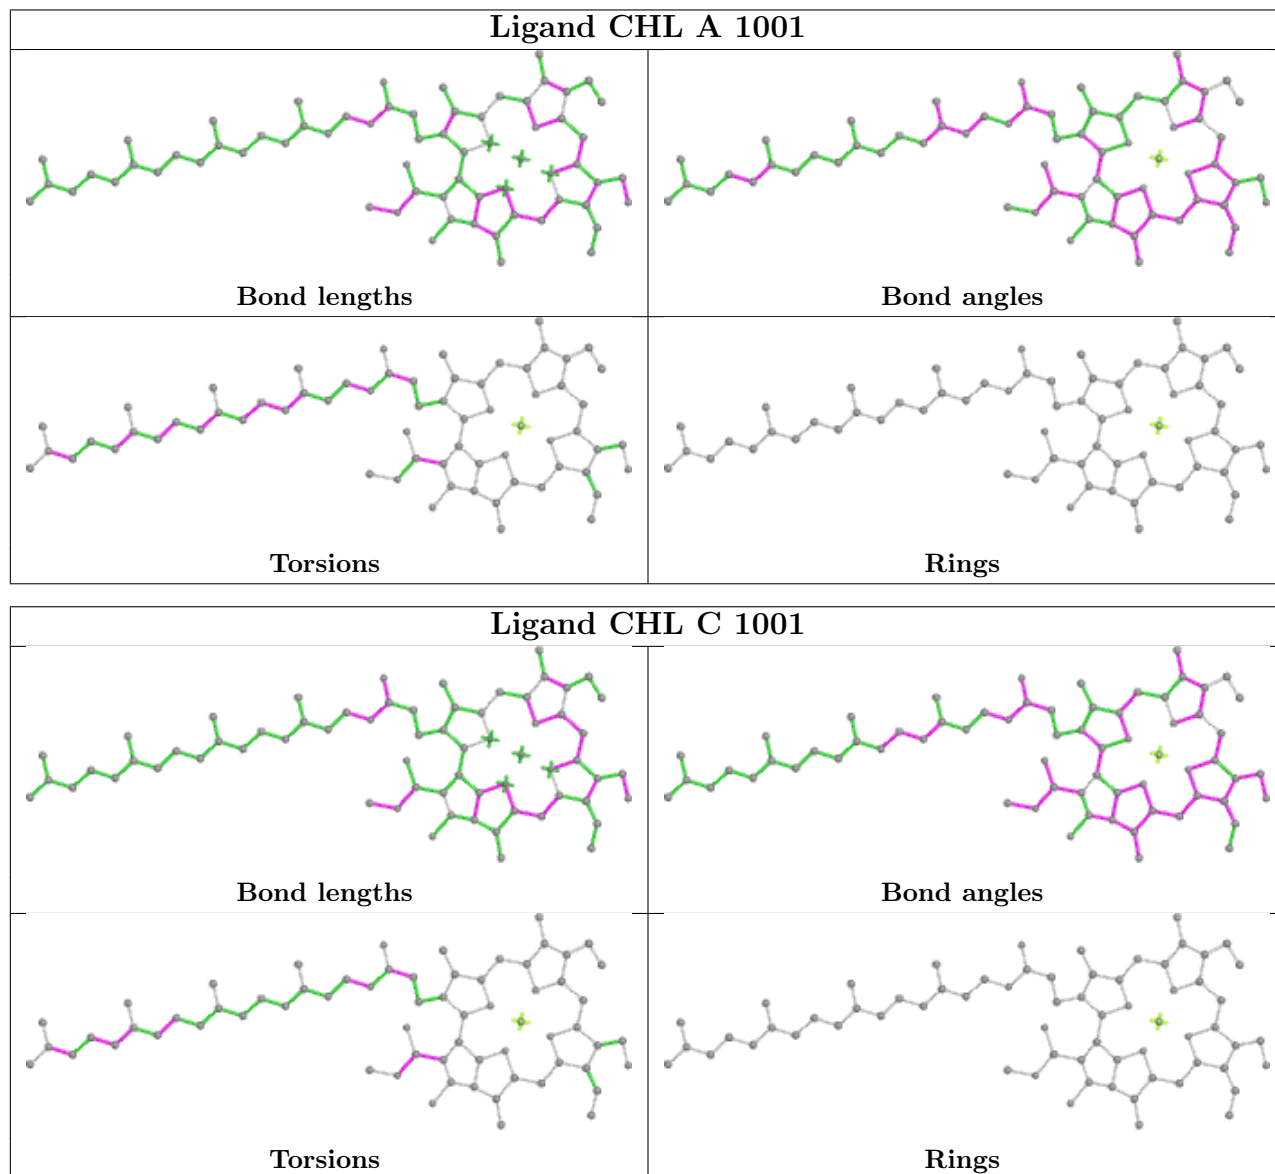 Ligand CHL A 1001
Bond lengths
Bond angles
Torsions
Rings
Ligand CHL C 1001
Bond lengths
Bond angles
Torsions
Rings